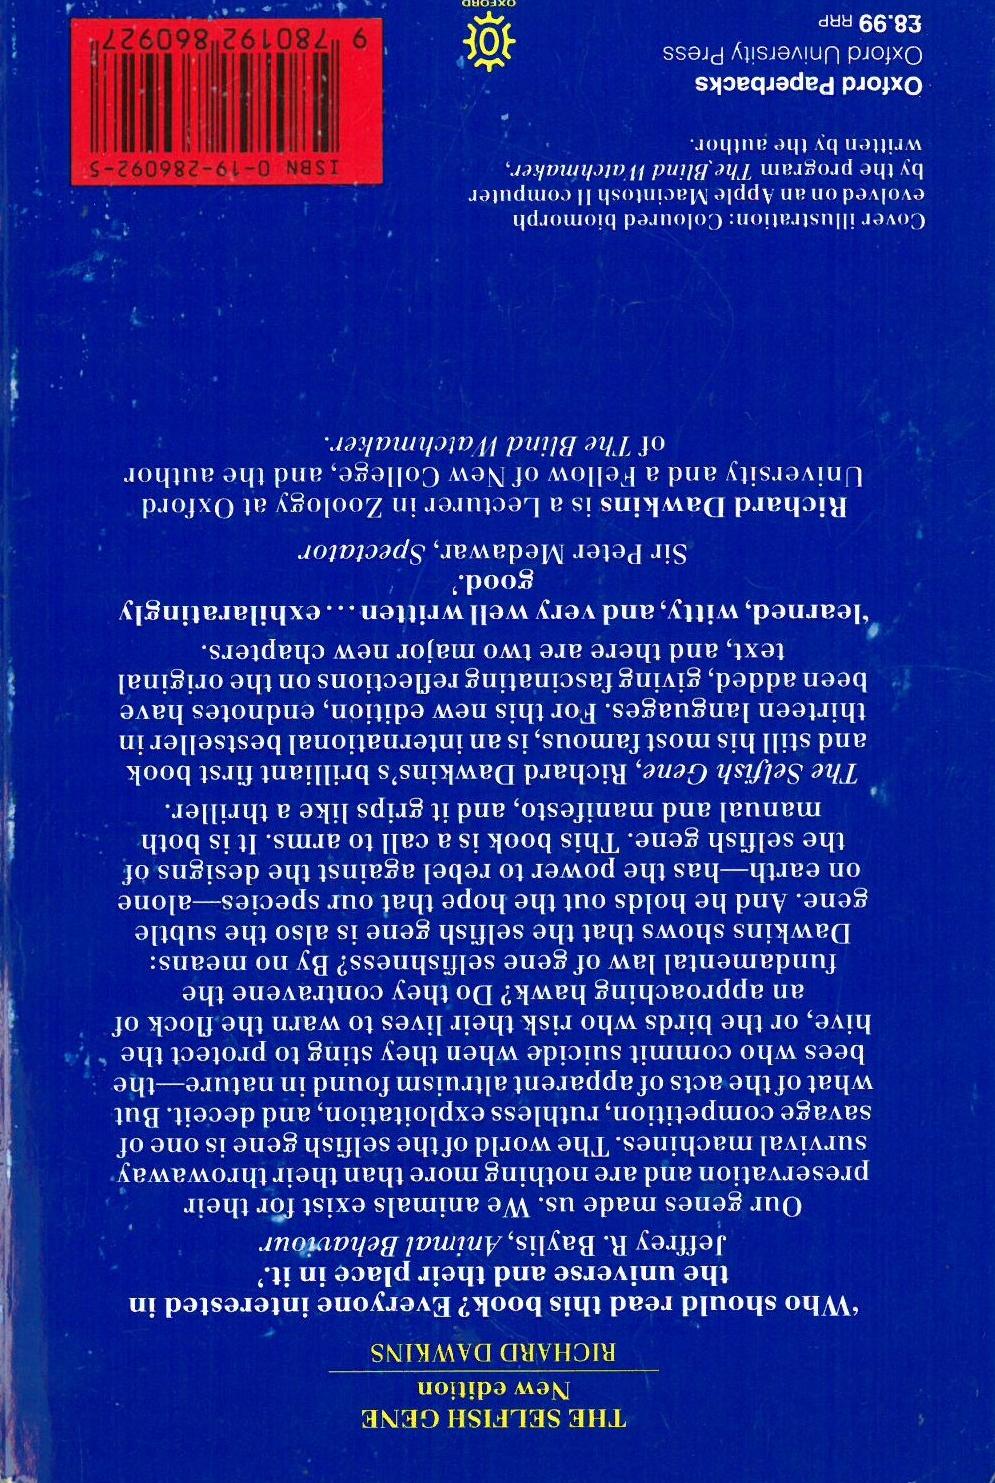 THE SELFISH GENE
New edition
RICHARD DAWKINS
'Who should read this book? Everyone interested in
the universe and their place in it.'
Jeffrey R. Baylis, Animal Behaviour
Our genes made us. We animals exist for their
preservation and are nothing more than their throwaway
survival machines. The world of the selfish gene is one of
savage competition, ruthless exploitation, and deceit. But
what of the acts of apparent altruism found in nature—the
bees who commit suicide when they sting to protect the
hive, or the birds who risk their lives to warn the flock of
an approaching hawk? Do they contravene the
fundamental law of gene selfishness? By no means:
Dawkins shows that the selfish gene is also the subtle
gene. And he holds out the hope that our species—alone
on earth—has the power to rebel against the designs of
the selfish gene. This book is a call to arms. It is both
manual and manifesto, and it grips like a thriller.
The Selfish Gene, Richard Dawkins's brilliant first book
and still his most famous, is an international bestseller in
thirteen languages. For this new edition, endnotes have
been added, giving fascinating reflections on the original
text, and there are two major new chapters.
'learned, witty, and very well written...exhilaratingly
good.'
Sir Peter Medawar, Spectator
Richard Dawkins is a Lecturer in Zoology at Oxford
University and a Fellow of New College, and the author
of The Blind Watchmaker.
Cover illustration: Coloured biomorph
evolved on an Apple Macintosh II computer
by the program The Blind Watchmaker,
written by the author.
Oxford Paperbacks
Oxford University Press
£8.99 RRP
OXFORD
ISBN 0-19-286092-5
9 780192 860927